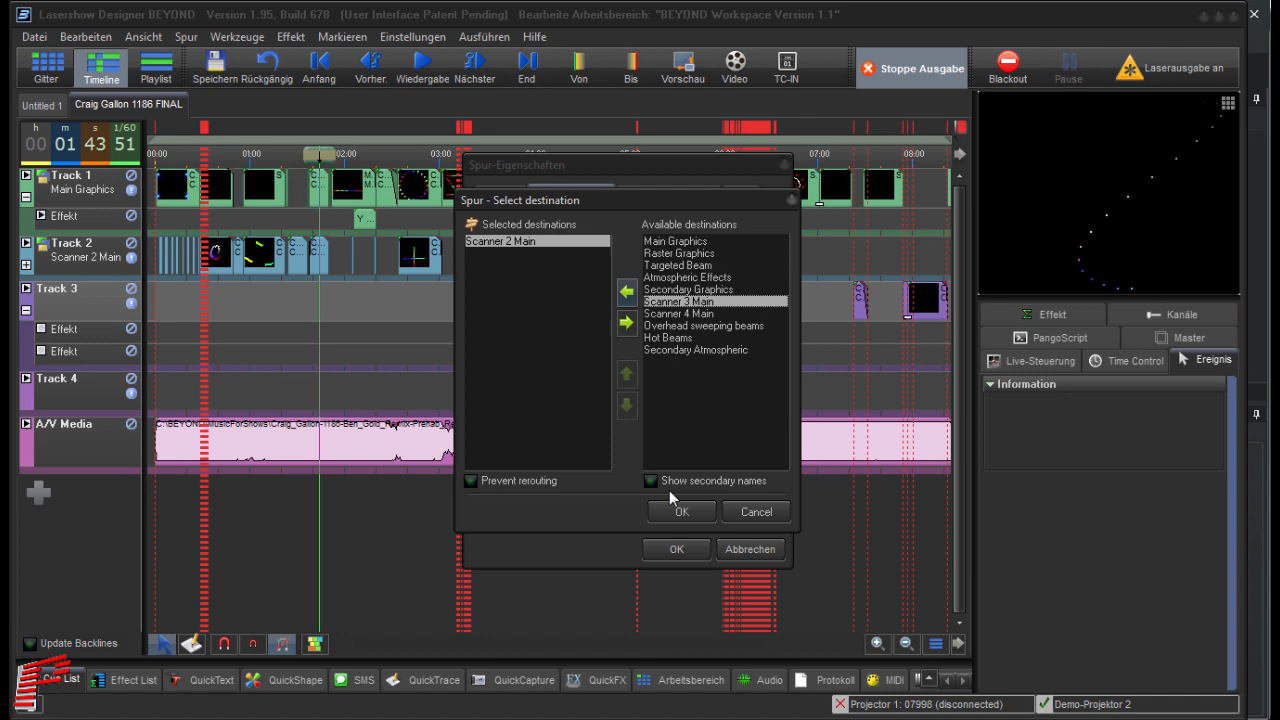 Lasershow Designer BEYOND Version 1.95, Build 678 (User Interface Patent Pending) Bearbeite Arbeitsbereich: "BEYOND Workspace Version 1.1"
Datei Bearbeiten Ansicht Spur Werkzeuge Effekt Markieren Einstellungen Ausführen Hilfe
Gitter Timeline Playlist Speichern Rückgängig Anfang Vorher. Wiedergabe Nächster End Von Bis Vorschau Video TC-IN Stoppe Ausgabe Blackout Pause Laserausgabe an
Untitled 1 Craig Gallon 1186 FINAL
h m s 1/60
00 01 43 51
00:00 01:00 02:00 03:00 07:00 08:00
Track 1
Main Graphics
Effekt
Track 2
Scanner 2 Main
Track 3
Effekt
Effekt
Track 4
A/V Media
Update Backlines
Spur-Eigenschaften
Spur - Select destination
Selected destinations Available destinations
Scanner 2 Main
Main Graphics
Raster Graphics
Targeted Beam
Atmospheric Effects
Secondary Graphics
Scanner 3 Main
Scanner 4 Main
Overhead sweeping beams
Hot Beams
Secondary Atmospheric
Prevent rerouting Show secondary names
OK Cancel
OK Abbrechen
Effekt Kanäle
PangoScript Master
Live-Steuerung Time Control Ereignis
Information
List Effect List QuickText QuickShape SMS QuickTrace QuickCapture FX QuickFX Arbeitsbereich Audio Protokoll MIDI
Projector 1: 07998 (disconnected) Demo-Projektor 2